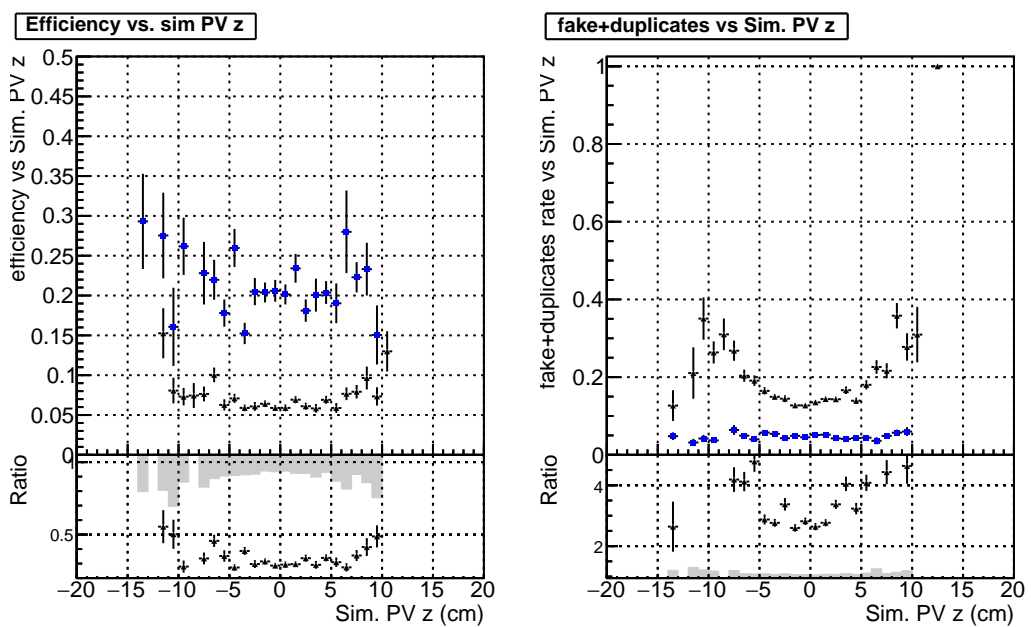 Efficiency vs. sim PV z
efficiency vs Sim. PV z
0.5
0.45
0.4
0.35
0.3
0.25
0.2
0.15
0.1
0.05
0
Ratio
1
0.5
−20 −15 −10 −5 0 5 10 15 20
Sim. PV z (cm)
fake+duplicates vs Sim. PV z
fake+duplicates rate vs Sim. PV z
1
0.8
0.6
0.4
0.2
0
Ratio
4
2
−20 −15 −10 −5 0 5 10 15 20
Sim. PV z (cm)